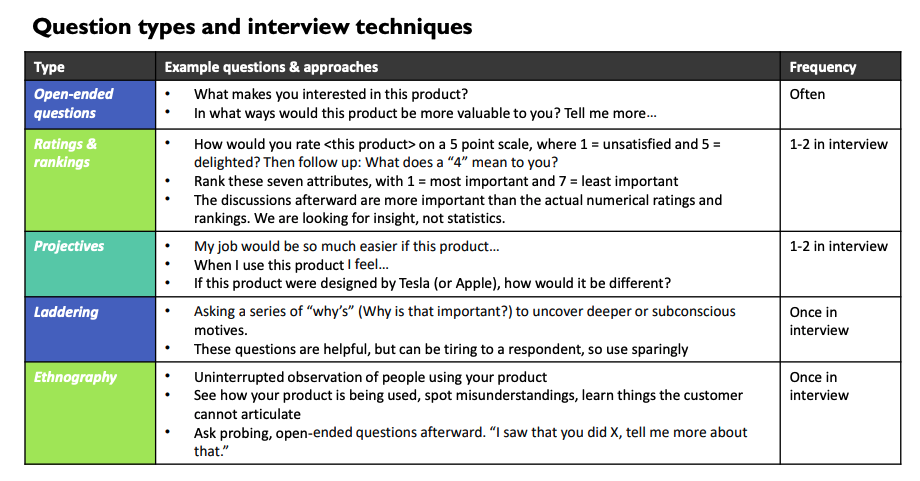 Question types and interview techniques
Type Example questions & approaches Frequency
Open-ended questions
• What makes you interested in this product?
• In what ways would this product be more valuable to you? Tell me more…
Often
Ratings & rankings
• How would you rate <this product> on a 5 point scale, where 1 = unsatisfied and 5 =
delighted? Then follow up: What does a “4” mean to you?
• Rank these seven attributes, with 1 = most important and 7 = least important
• The discussions afterward are more important than the actual numerical ratings and
rankings. We are looking for insight, not statistics.
1-2 in interview
Projectives
• My job would be so much easier if this product…
• When I use this product I feel…
• If this product were designed by Tesla (or Apple), how would it be different?
1-2 in interview
Laddering
• Asking a series of “why’s” (Why is that important?) to uncover deeper or subconscious
motives.
• These questions are helpful, but can be tiring to a respondent, so use sparingly
Once in
interview
Ethnography
• Uninterrupted observation of people using your product
• See how your product is being used, spot misunderstandings, learn things the customer
cannot articulate
• Ask probing, open-ended questions afterward. “I saw that you did X, tell me more about
that.”
Once in
interview